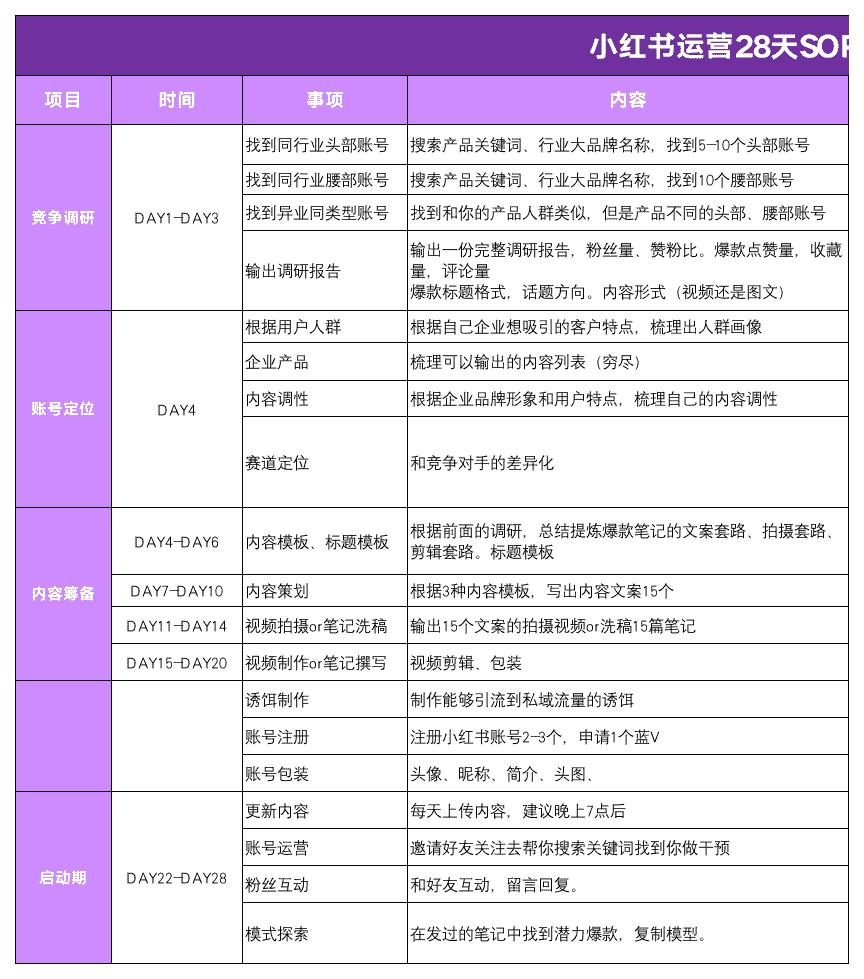 小红书运营28天SOP
项目 时间 事项 内容
竞争调研 DAY1-DAY3 找到同行业头部账号 搜索产品关键词、行业大品牌名称，找到5-10个头部账号
找到同行业腰部账号 搜索产品关键词、行业大品牌名称，找到10个腰部账号
找到异业同类型账号 找到和你的产品人群类似，但是产品不同的头部、腰部账号
输出调研报告 输出一份完整调研报告，粉丝量、赞粉比。爆款点赞量，收藏
量，评论量
爆款标题格式，话题方向。内容形式（视频还是图文）
账号定位 DAY4 根据用户人群 根据自己企业想吸引的客户特点，梳理出人群画像
企业产品 梳理可以输出的内容列表（穷尽）
内容调性 根据企业品牌形象和用户特点，梳理自己的内容调性
赛道定位 和竞争对手的差异化
内容筹备 DAY4-DAY6 内容模板、标题模板 根据前面的调研，总结提炼爆款笔记的文案套路、拍摄套路、
剪辑套路。标题模板
DAY7-DAY10 内容策划 根据3种内容模板，写出内容文案15个
DAY11-DAY14 视频拍摄or笔记洗稿 输出15个文案的拍摄视频or洗稿15篇笔记
DAY15-DAY20 视频制作or笔记撰写 视频剪辑、包装
诱饵制作 制作能够引流到私域流量的诱饵
账号注册 注册小红书账号2-3个，申请1个蓝V
账号包装 头像、昵称、简介、头图、
启动期 DAY22-DAY28 更新内容 每天上传内容，建议晚上7点后
账号运营 邀请好友关注去帮你搜索关键词找到你做干预
粉丝互动 和好友互动，留言回复。
模式探索 在发过的笔记中找到潜力爆款，复制模型。